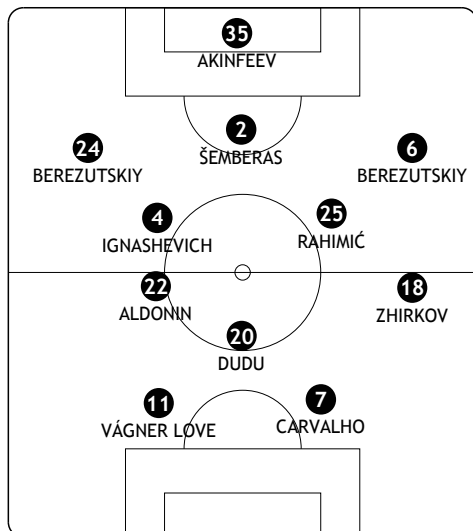 35
AKINFEEV
2
ŠEMBERAS
24
BEREZUTSKIY
6
BEREZUTSKIY
4
IGNASHEVICH
25
RAHIMIĆ
22
ALDONIN
18
ZHIRKOV
20
DUDU
11
VÁGNER LOVE
7
CARVALHO